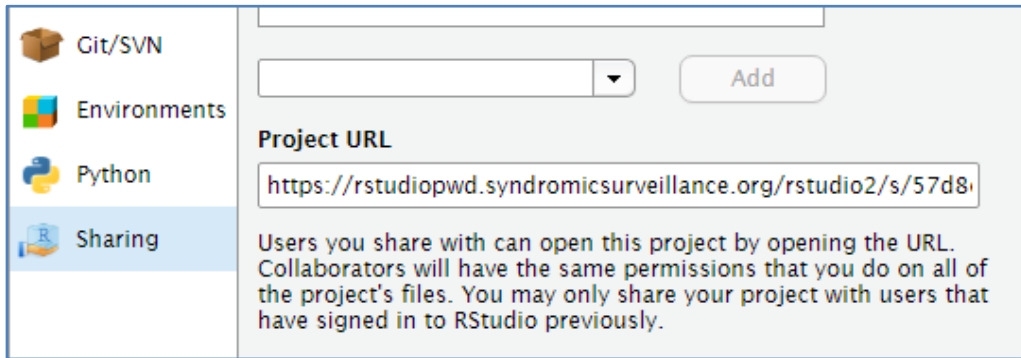 Git/SVN
Add
Environments
Project URL
Python
https://rstudiopwd.syndromicsurveillance.org/rstudio2/s/57d8
Sharing
Users you share with can open this project by opening the URL.
Collaborators will have the same permissions that you do on all of
the project's files. You may only share your project with users that
have signed in to RStudio previously.